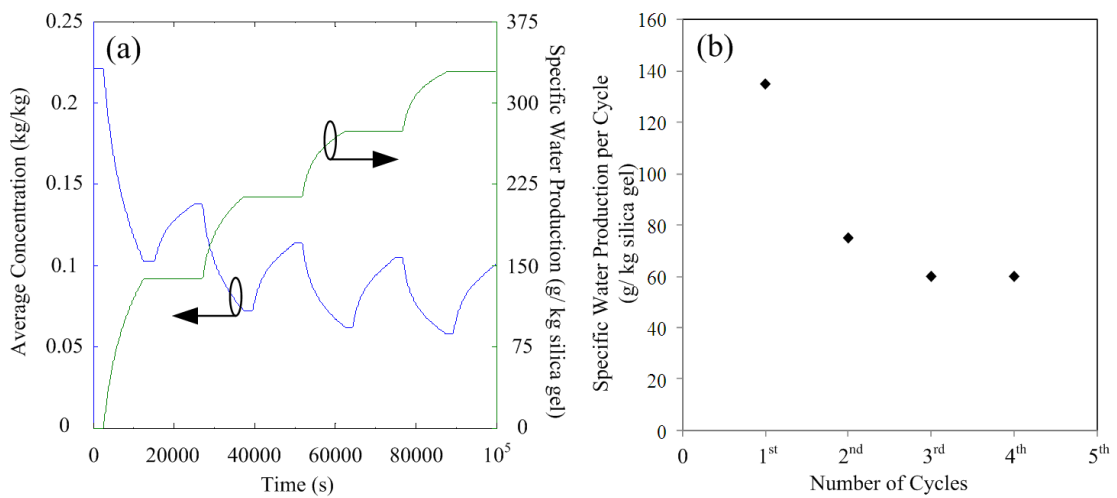 (a)
0.25
0.2
0.15
0.1
0.05
0
Average Concentration (kg/kg)
0
20000
40000
60000
80000
10⁵
Time (s)
375
300
225
150
75
0
Specific Water Production
(g/ kg silica gel)
(b)
160
140
120
100
80
60
40
20
0
Specific Water Production per Cycle
(g/ kg silica gel)
0
1ˢᵗ
2ⁿᵈ
3ʳᵈ
4ᵗʰ
5ᵗʰ
Number of Cycles